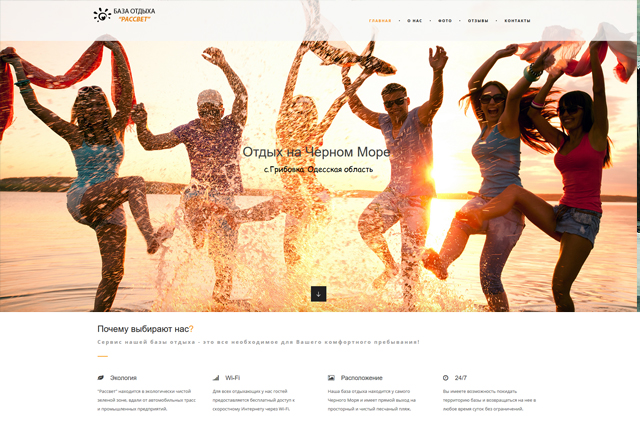 БАЗА ОТДЫХА
"РАССВЕТ"
ГЛАВНАЯ • О НАС • ФОТО • ОТЗЫВЫ • КОНТАКТЫ
Отдых на Чёрном Море
с.Грибовка Одесская область
Почему выбирают нас?
Сервис нашей базы отдыха - это все необходимое для Вашего комфортного пребывания!
Экология
"Рассвет" находится в экологически чистой
зеленой зоне, вдали от автомобильных трасс
и промышленных предприятий.
Wi-Fi
Для всех отдыхающих у нас гостей
предоставляется бесплатный доступ к
скоростному Интернету через Wi-Fi.
Расположение
Наша база отдыха находится у самого
Черного Моря и имеет прямой выход на
просторный и чистый песчаный пляж.
24/7
Вы имеете возможность покидать
территорию базы и возвращаться на нее в
любое время суток без ограничений.